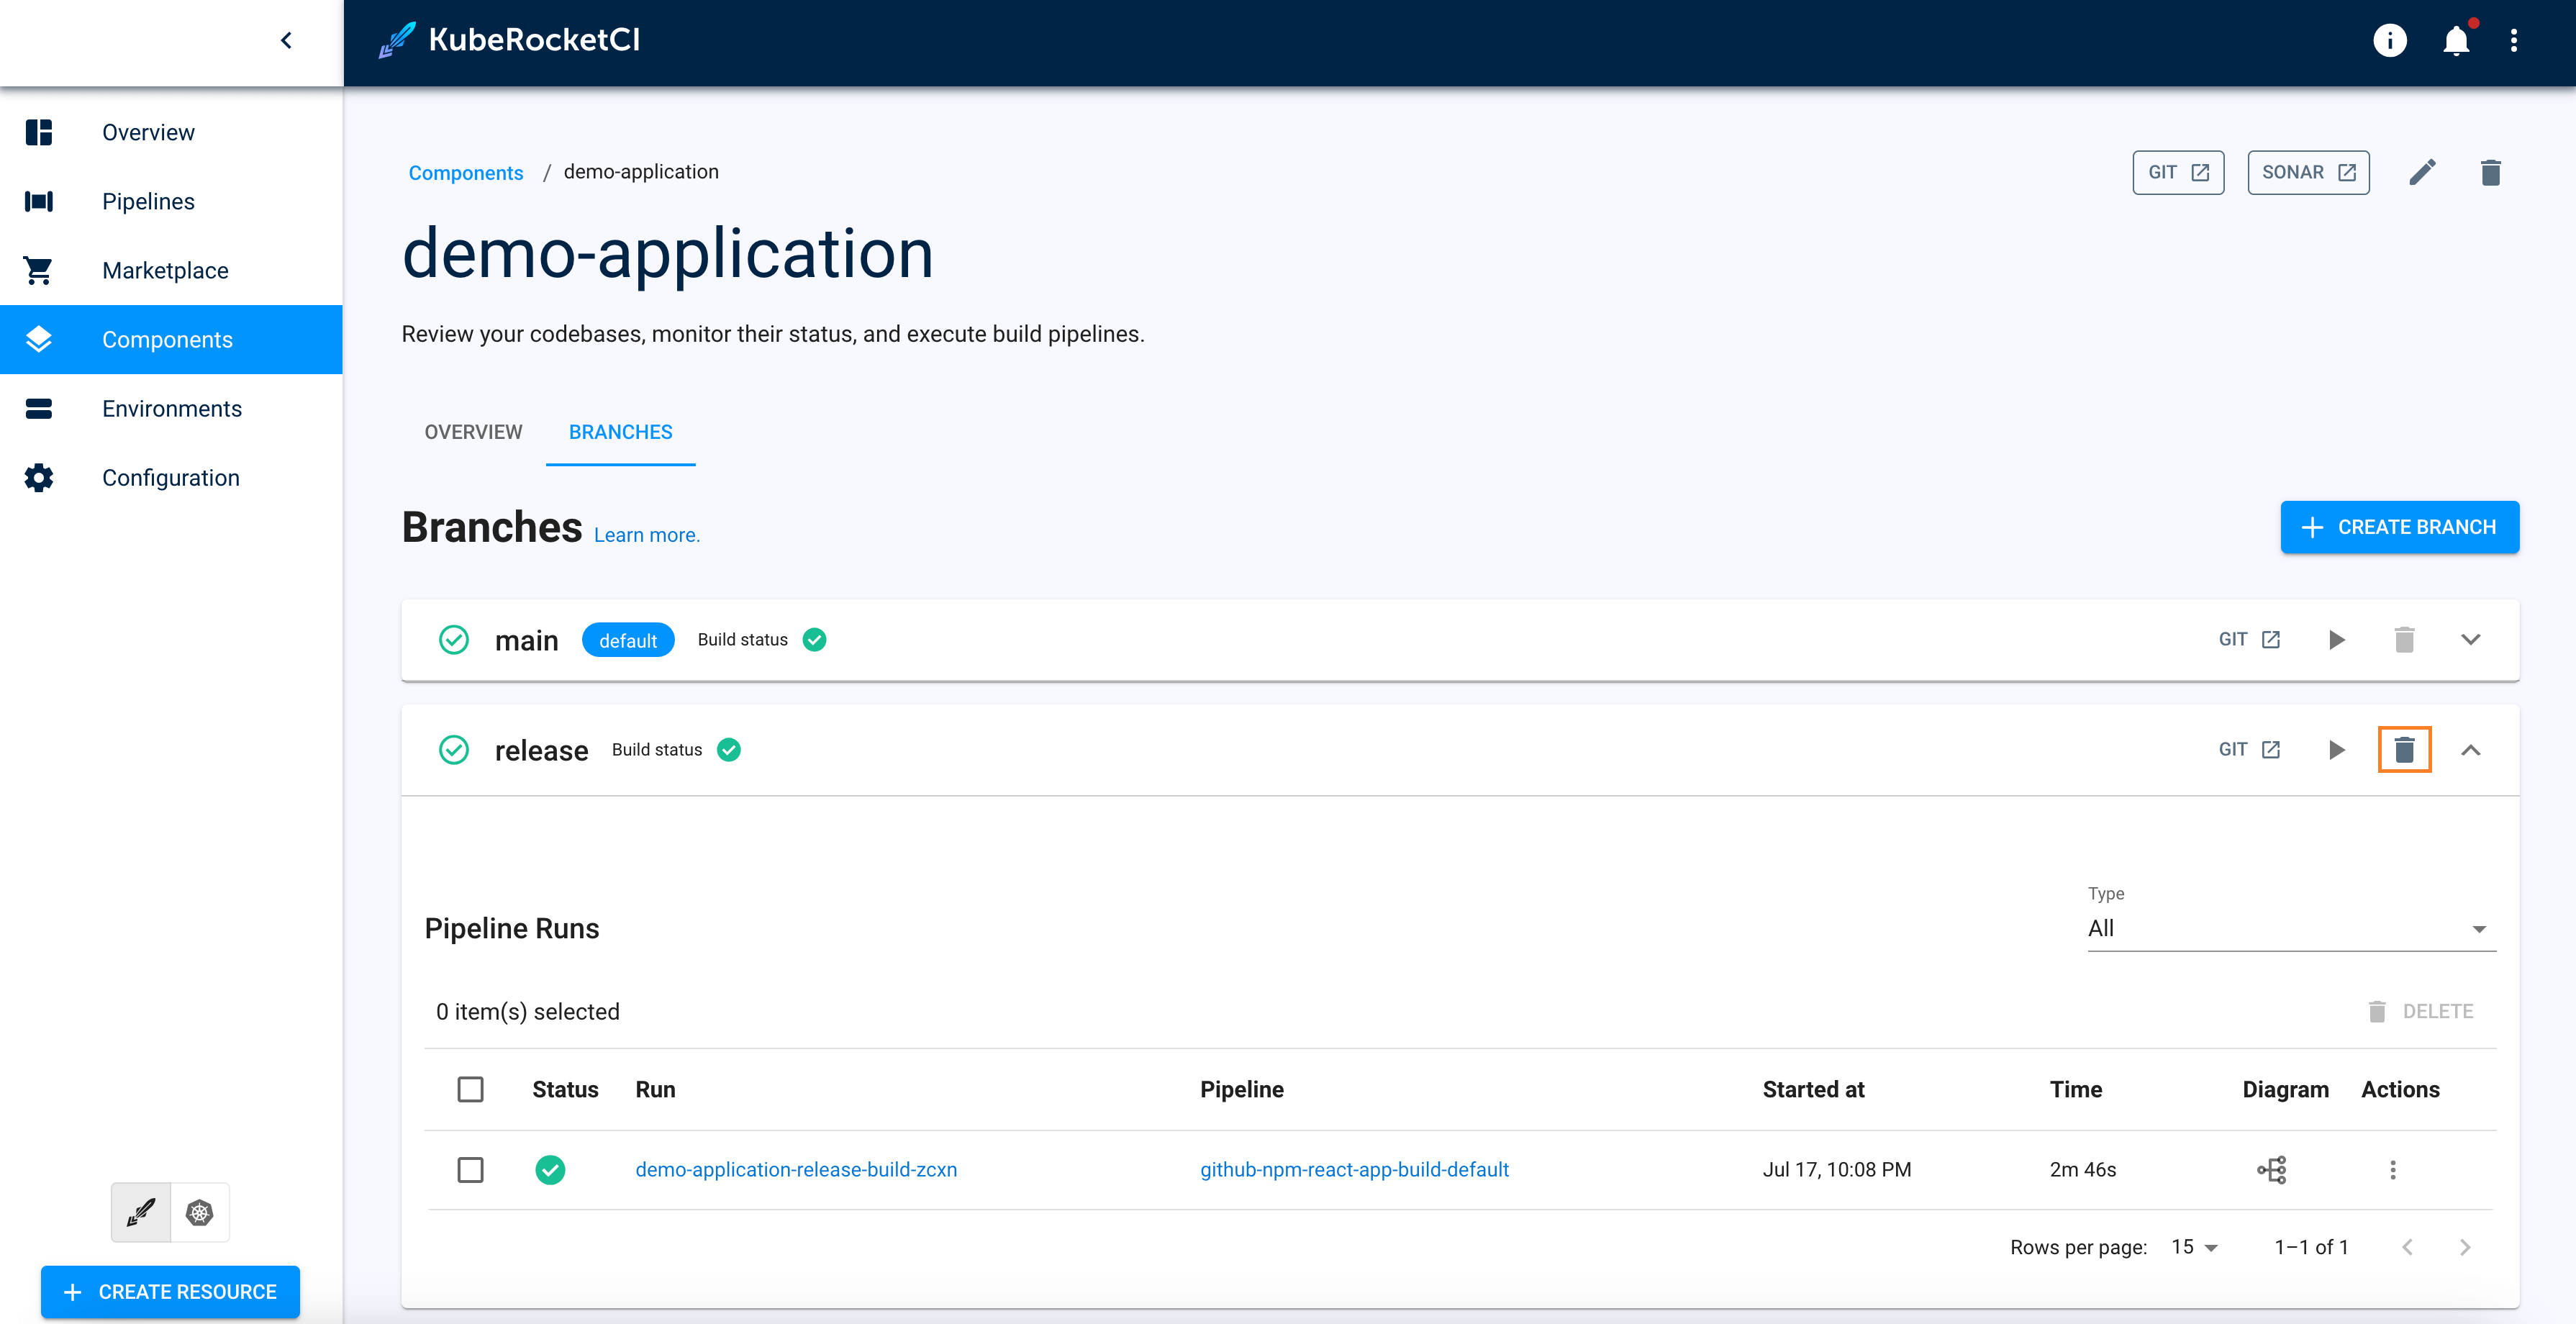 KubeRocketCI
Overview
Pipelines
Marketplace
Components
Environments
Configuration
CREATE RESOURCE
Components / demo-application
GIT
SONAR
demo-application
Review your codebases, monitor their status, and execute build pipelines.
OVERVIEW
BRANCHES
Branches Learn more.
CREATE BRANCH
main default Build status GIT
release Build status GIT
Pipeline Runs
Type
All
0 item(s) selected
DELETE
Status Run Pipeline Started at Time Diagram Actions
demo-application-release-build-zcxn github-npm-react-app-build-default Jul 17, 10:08 PM 2m 46s
Rows per page: 15 1–1 of 1